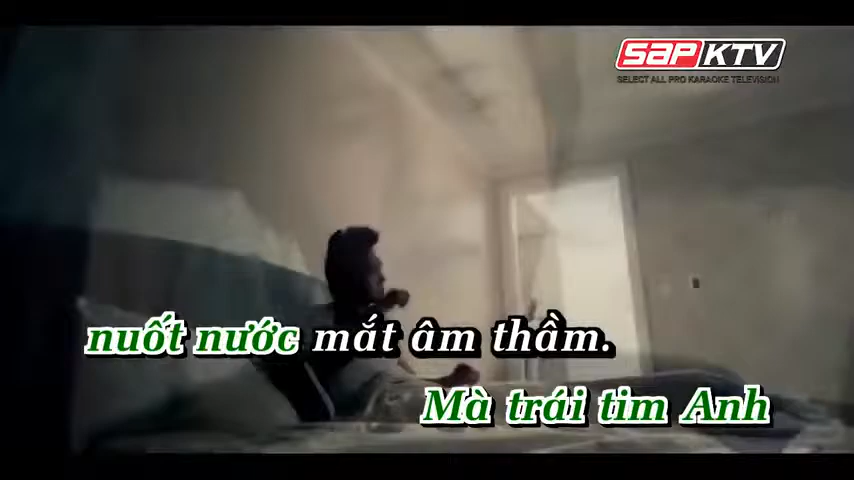 SAPKTV
SELECT ALL PRO KARAOKE TELEVISION
nuốt nước mắt âm thầm.
Mà trái tim Anh